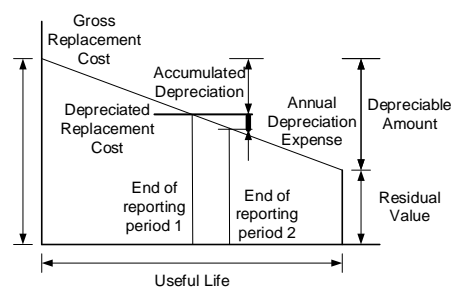 Gross
Replacement
Cost
Accumulated
Depreciation
Depreciated
Replacement
Cost
Annual
Depreciation
Expense
Depreciable
Amount
End of
reporting
period 1
End of
reporting
period 2
Residual
Value
Useful Life